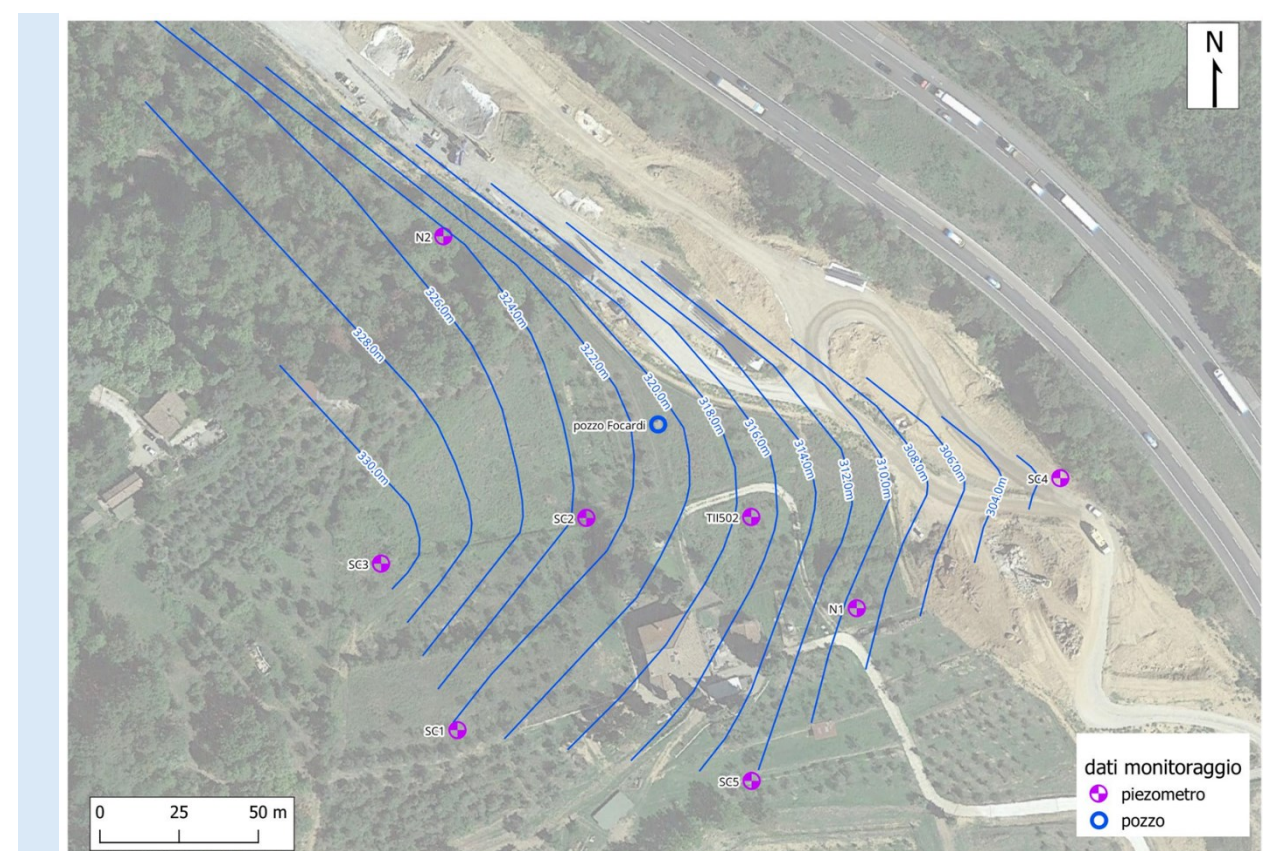 N
N2
326.0m
324.0m
328.0m
322.0m
320.0m
318.0m
pozzo Focardi
316.0m
314.0m
312.0m
310.0m
308.0m
306.0m
330.0m
304.0m
SC4
SC2
TII502
SC3
N1
SC1
SC5
dati monitoraggio
piezometro
pozzo
0 25 50 m